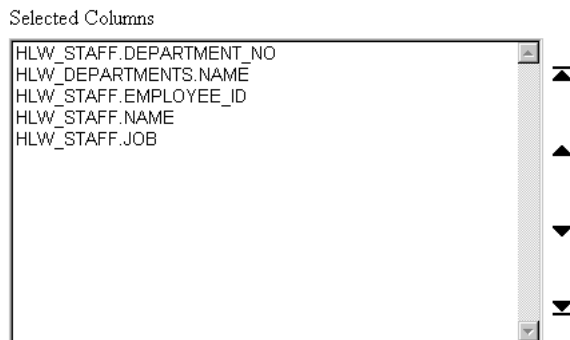 Selected Columns
HLW_STAFF.DEPARTMENT_NO
HLW_DEPARTMENTS.NAME
HLW_STAFF.EMPLOYEE_ID
HLW_STAFF.NAME
HLW_STAFF.JOB